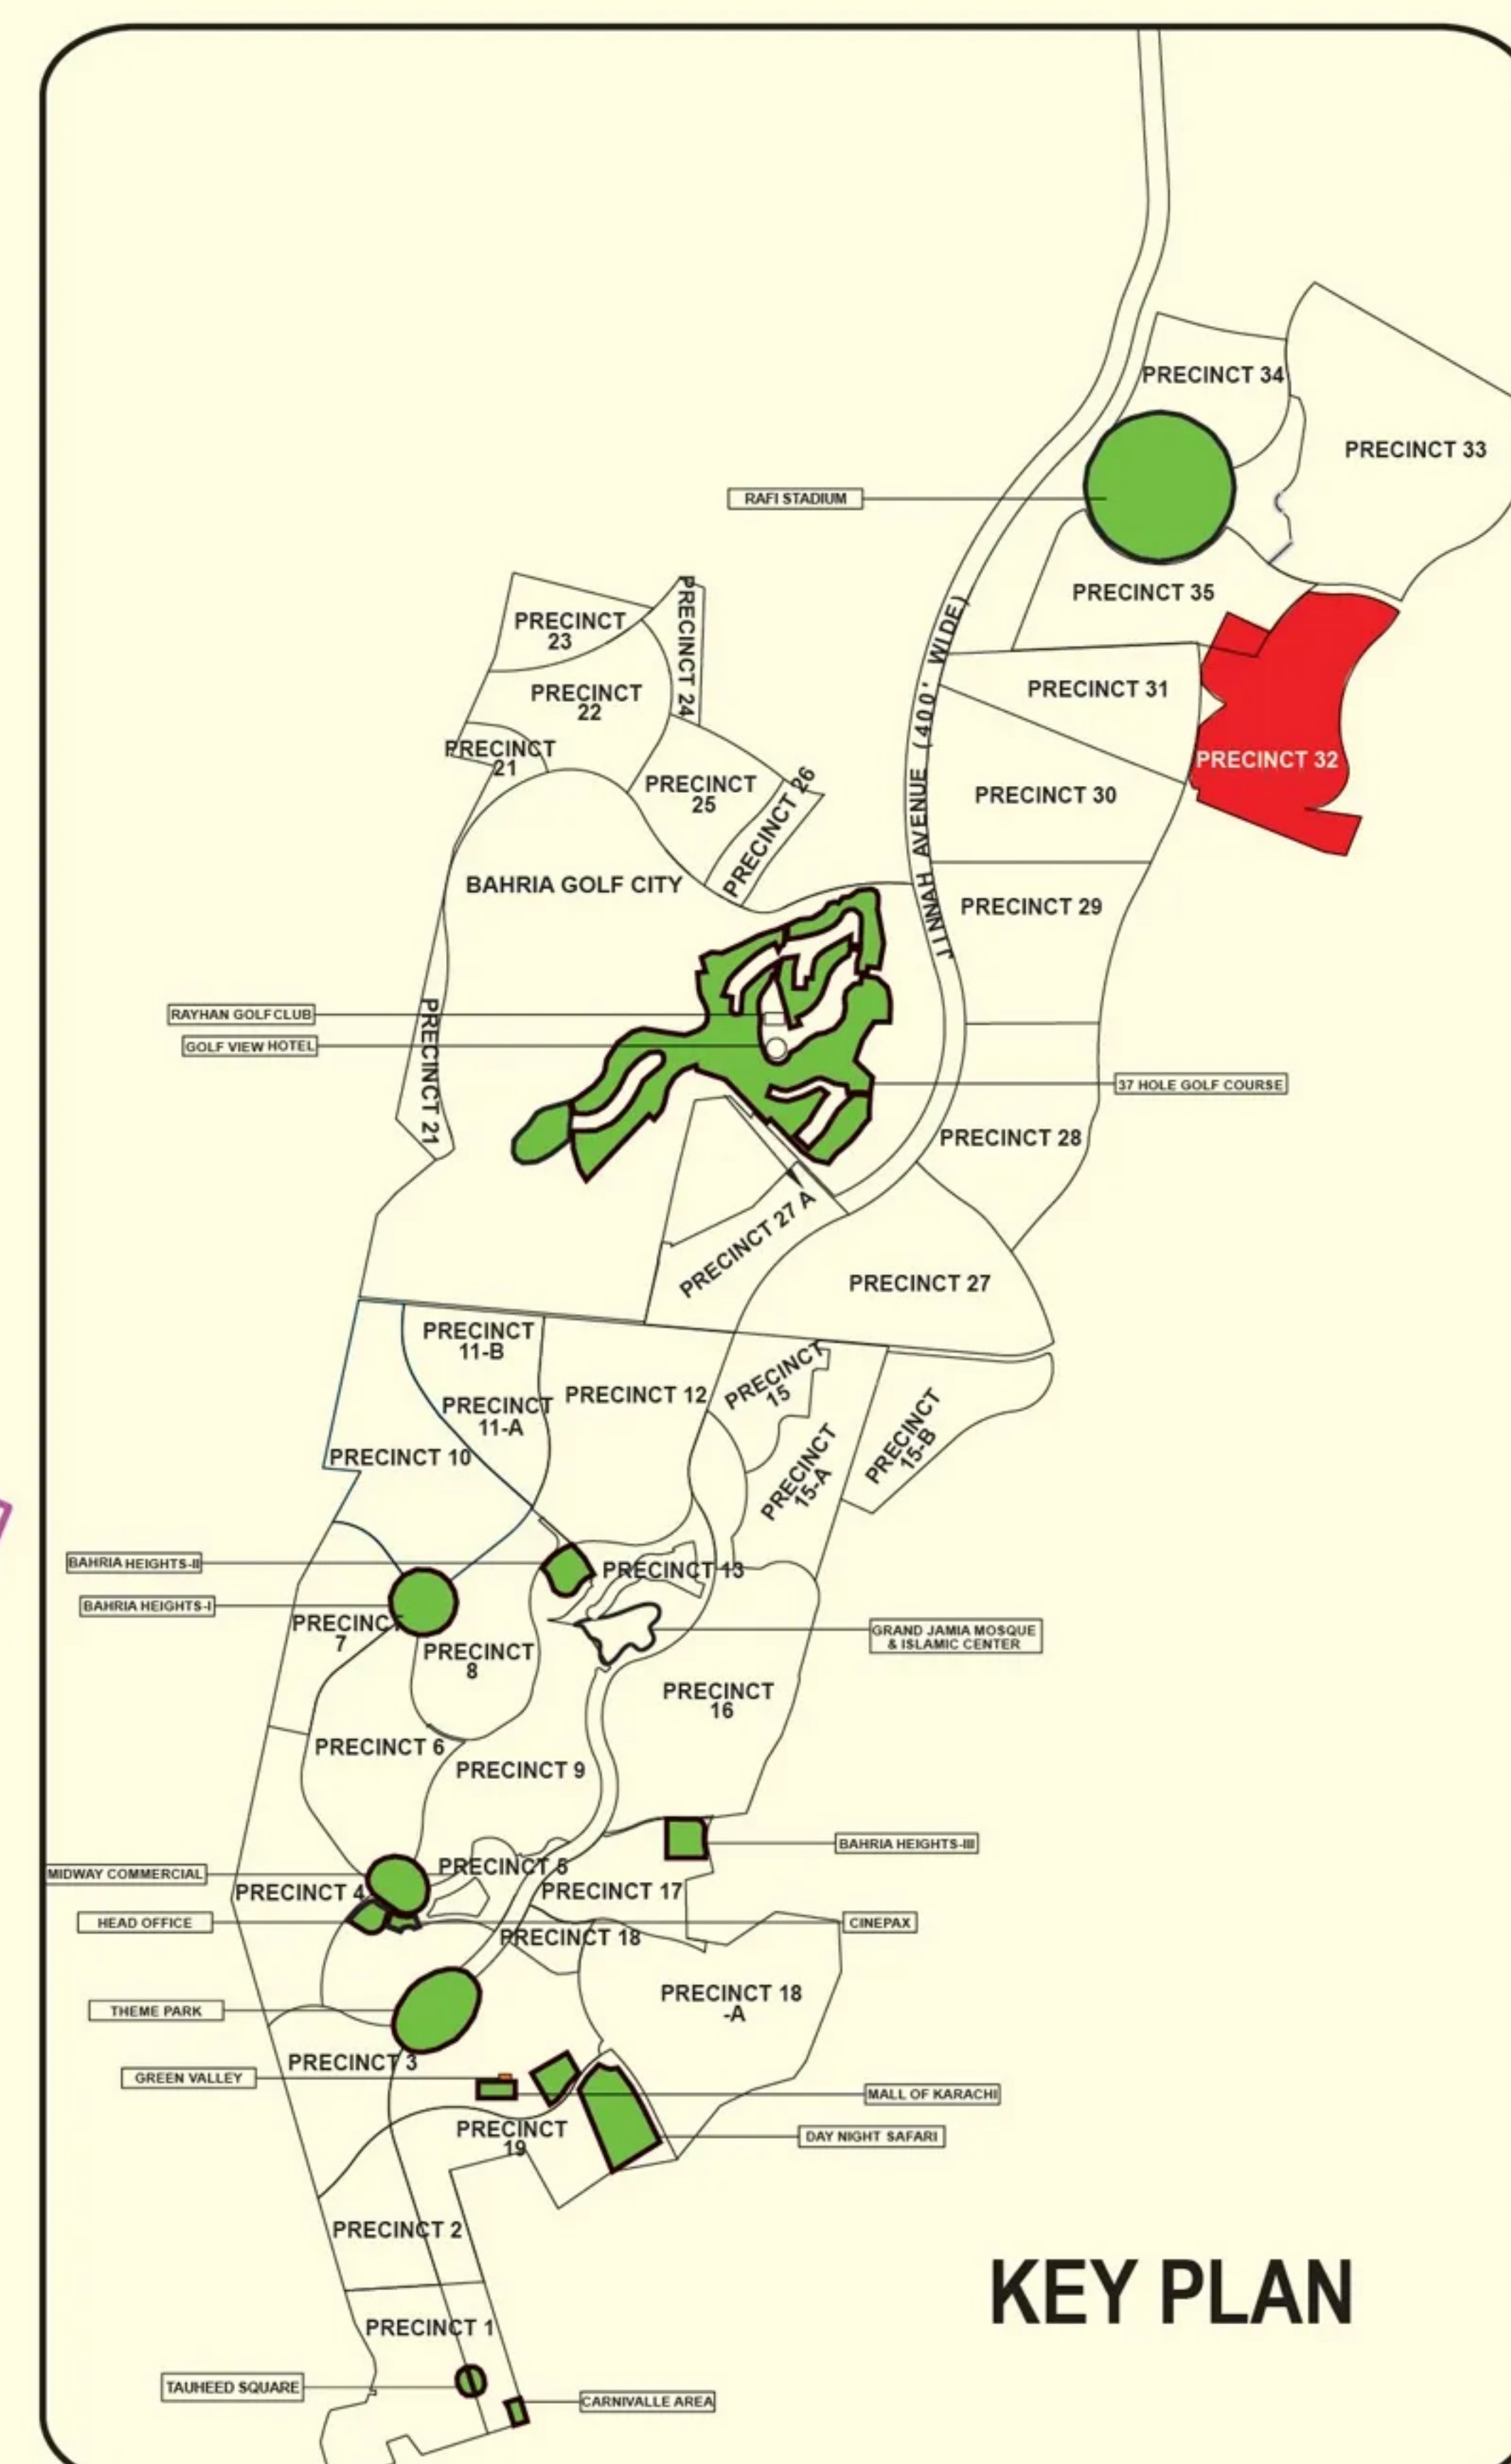 PRECINCT 34
PRECINCT 33
RAFI STADIUM
PRECINCT 35
PRECINCT
23
PRECINCT 24
PRECINCT 31
PRECINCT
22
PRECINCT
21
PRECINCT 32
PRECINCT
25
PRECINCT 26
PRECINCT 30
JINNAH AVENUE (400' WIDE)
BAHRIA GOLF CITY
PRECINCT 29
RAYHAN GOLF CLUB
GOLF VIEW HOTEL
PRECINCT 21
37 HOLE GOLF COURSE
PRECINCT 28
PRECINCT 27 A
PRECINCT 27
PRECINCT
11-B
PRECINCT
11-A
PRECINCT 12
PRECINCT
15
PRECINCT
15-A
PRECINCT
15-B
PRECINCT 10
BAHRIA HEIGHTS-II
PRECINCT 13
BAHRIA HEIGHTS-I
PRECINCT
7
PRECINCT
8
GRAND JAMIA MOSQUE
& ISLAMIC CENTER
PRECINCT
16
PRECINCT 6
PRECINCT 9
BAHRIA HEIGHTS-III
MIDWAY COMMERCIAL
PRECINCT 5
PRECINCT 4
PRECINCT 17
HEAD OFFICE
CINEPAX
PRECINCT 18
PRECINCT 18
-A
THEME PARK
PRECINCT 3
GREEN VALLEY
MALL OF KARACHI
PRECINCT
19
DAY NIGHT SAFARI
PRECINCT 2
KEY PLAN
PRECINCT 1
TAUHEED SQUARE
CARNIVALLE AREA